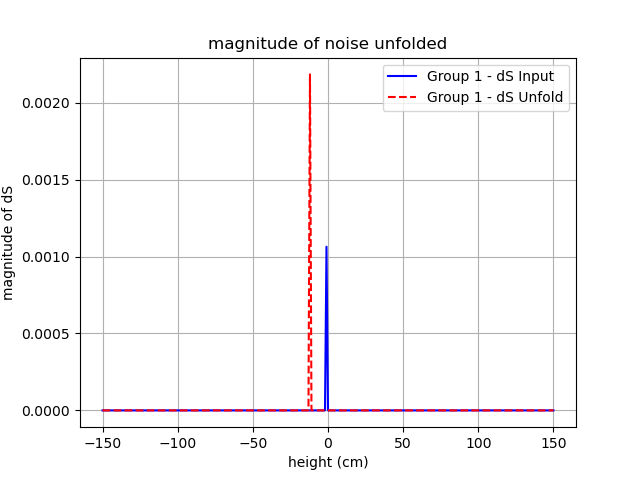 magnitude of noise unfolded
Group 1 - dS Input
Group 1 - dS Unfold
magnitude of dS
0.0020
0.0015
0.0010
0.0005
0.0000
−150 −100 −50 0 50 100 150
height (cm)